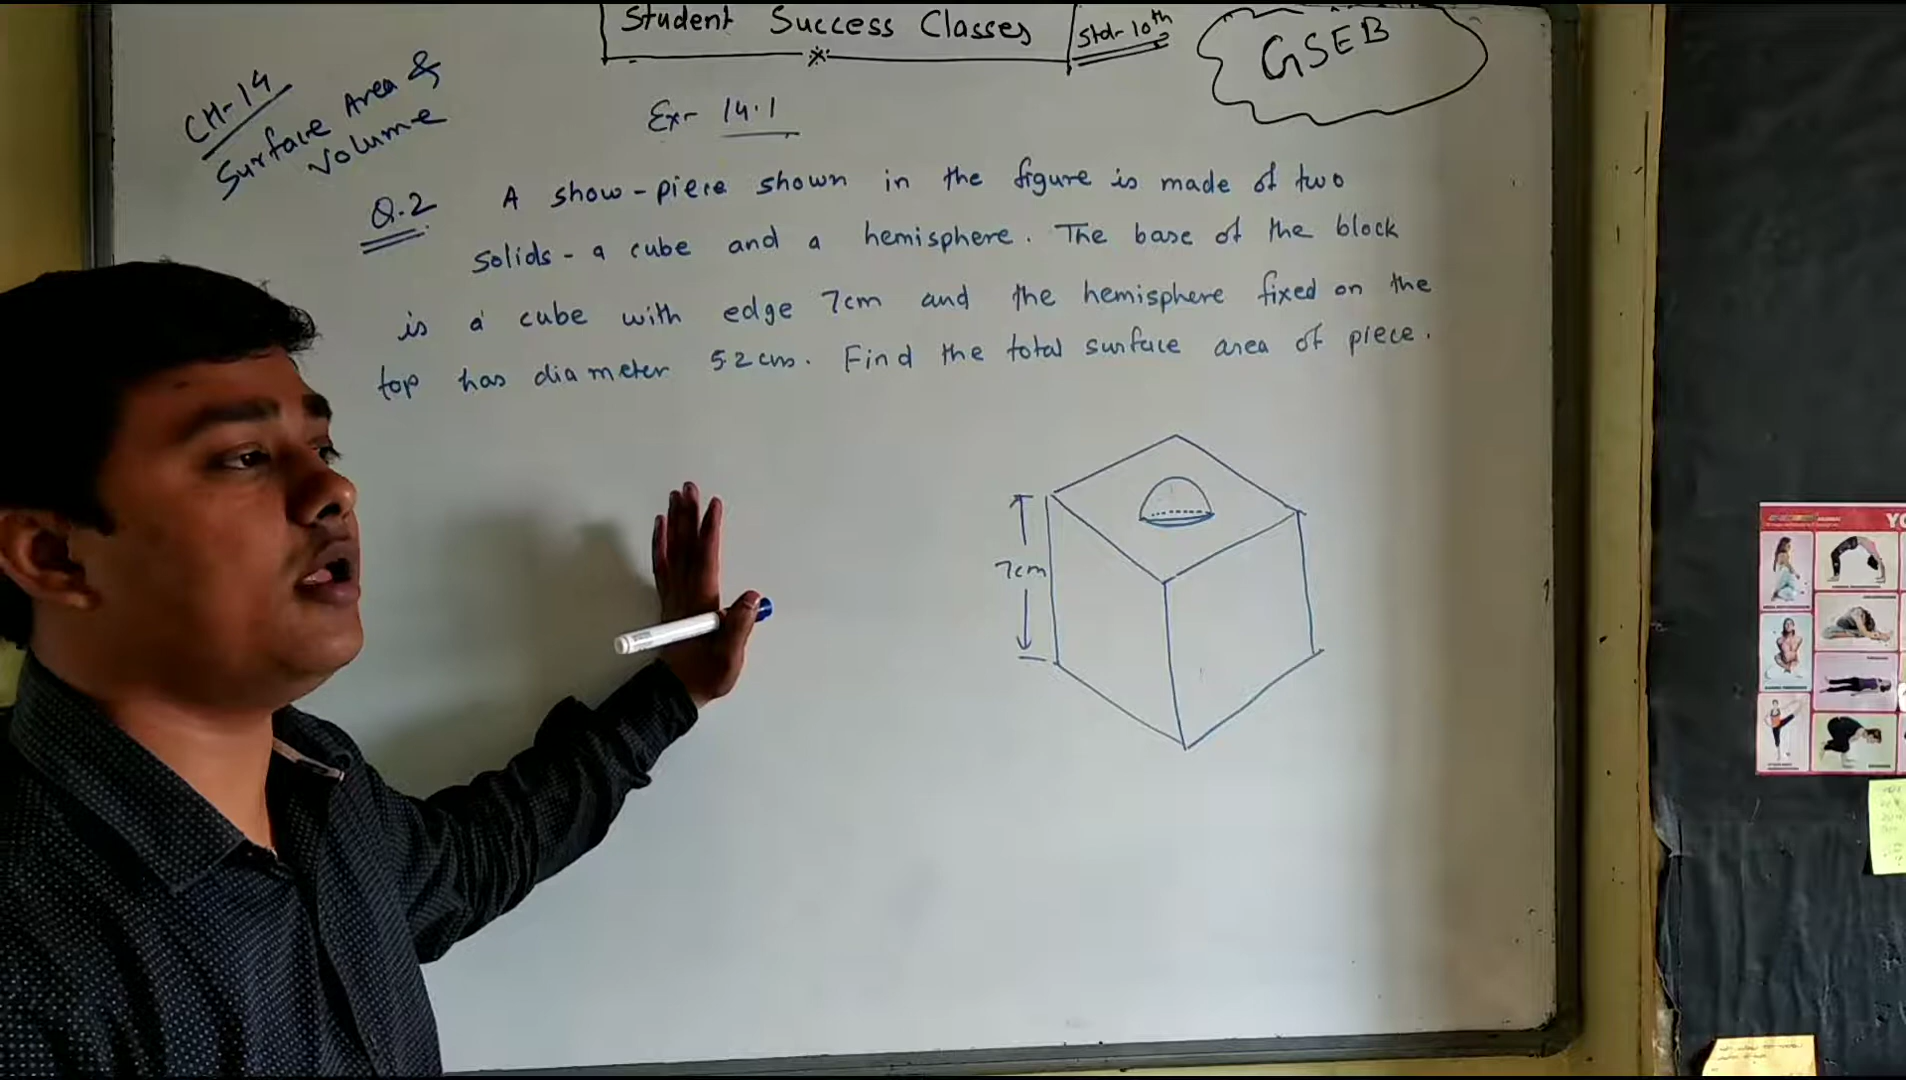 Student Success Classes
Std-10th
GSEB
CH-14
Surface Area &
Volume
Ex- 14.1
Q.2 A show-piece shown in the figure is made of two
solids - a cube and a hemisphere. The base of the block
is a cube with edge 7cm and the hemisphere fixed on the
top has diameter 5.2 cm. Find the total surface area of piece.
7cm
YO